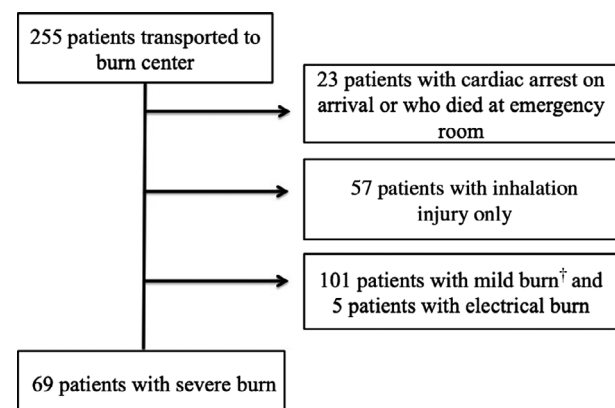 255 patients transported to
burn center
23 patients with cardiac arrest on
arrival or who died at emergency
room
57 patients with inhalation
injury only
101 patients with mild burn† and
5 patients with electrical burn
69 patients with severe burn